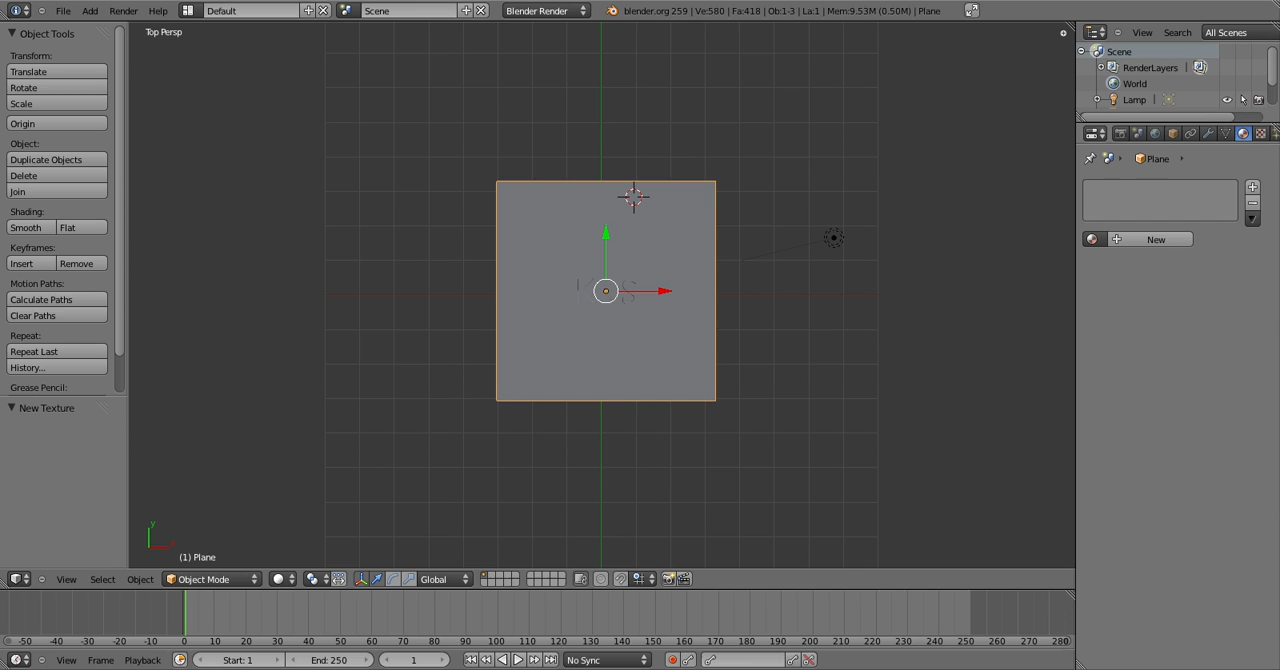 File Add Render Help Default Scene Blender Render blender.org 259 | Ve:580 | Fa:418 | Ob:1-3 | La:1 | Mem:9.53M (0.50M) | Plane
Object Tools
Transform:
Translate
Rotate
Scale
Origin
Object:
Duplicate Objects
Delete
Join
Shading:
Smooth Flat
Keyframes:
Insert Remove
Motion Paths:
Calculate Paths
Clear Paths
Repeat:
Repeat Last
History...
Grease Pencil:
New Texture
Top Persp
y
(1) Plane
View Search All Scenes
Scene
RenderLayers |
World
Lamp |
Plane
New
View Select Object Object Mode Global
-50 -40 -30 -20 -10 0 10 20 30 40 50 60 70 80 90 100 110 120 130 140 150 160 170 180 190 200 210 220 230 240 250 260 270 280
View Frame Playback Start: 1 End: 250 1 No Sync